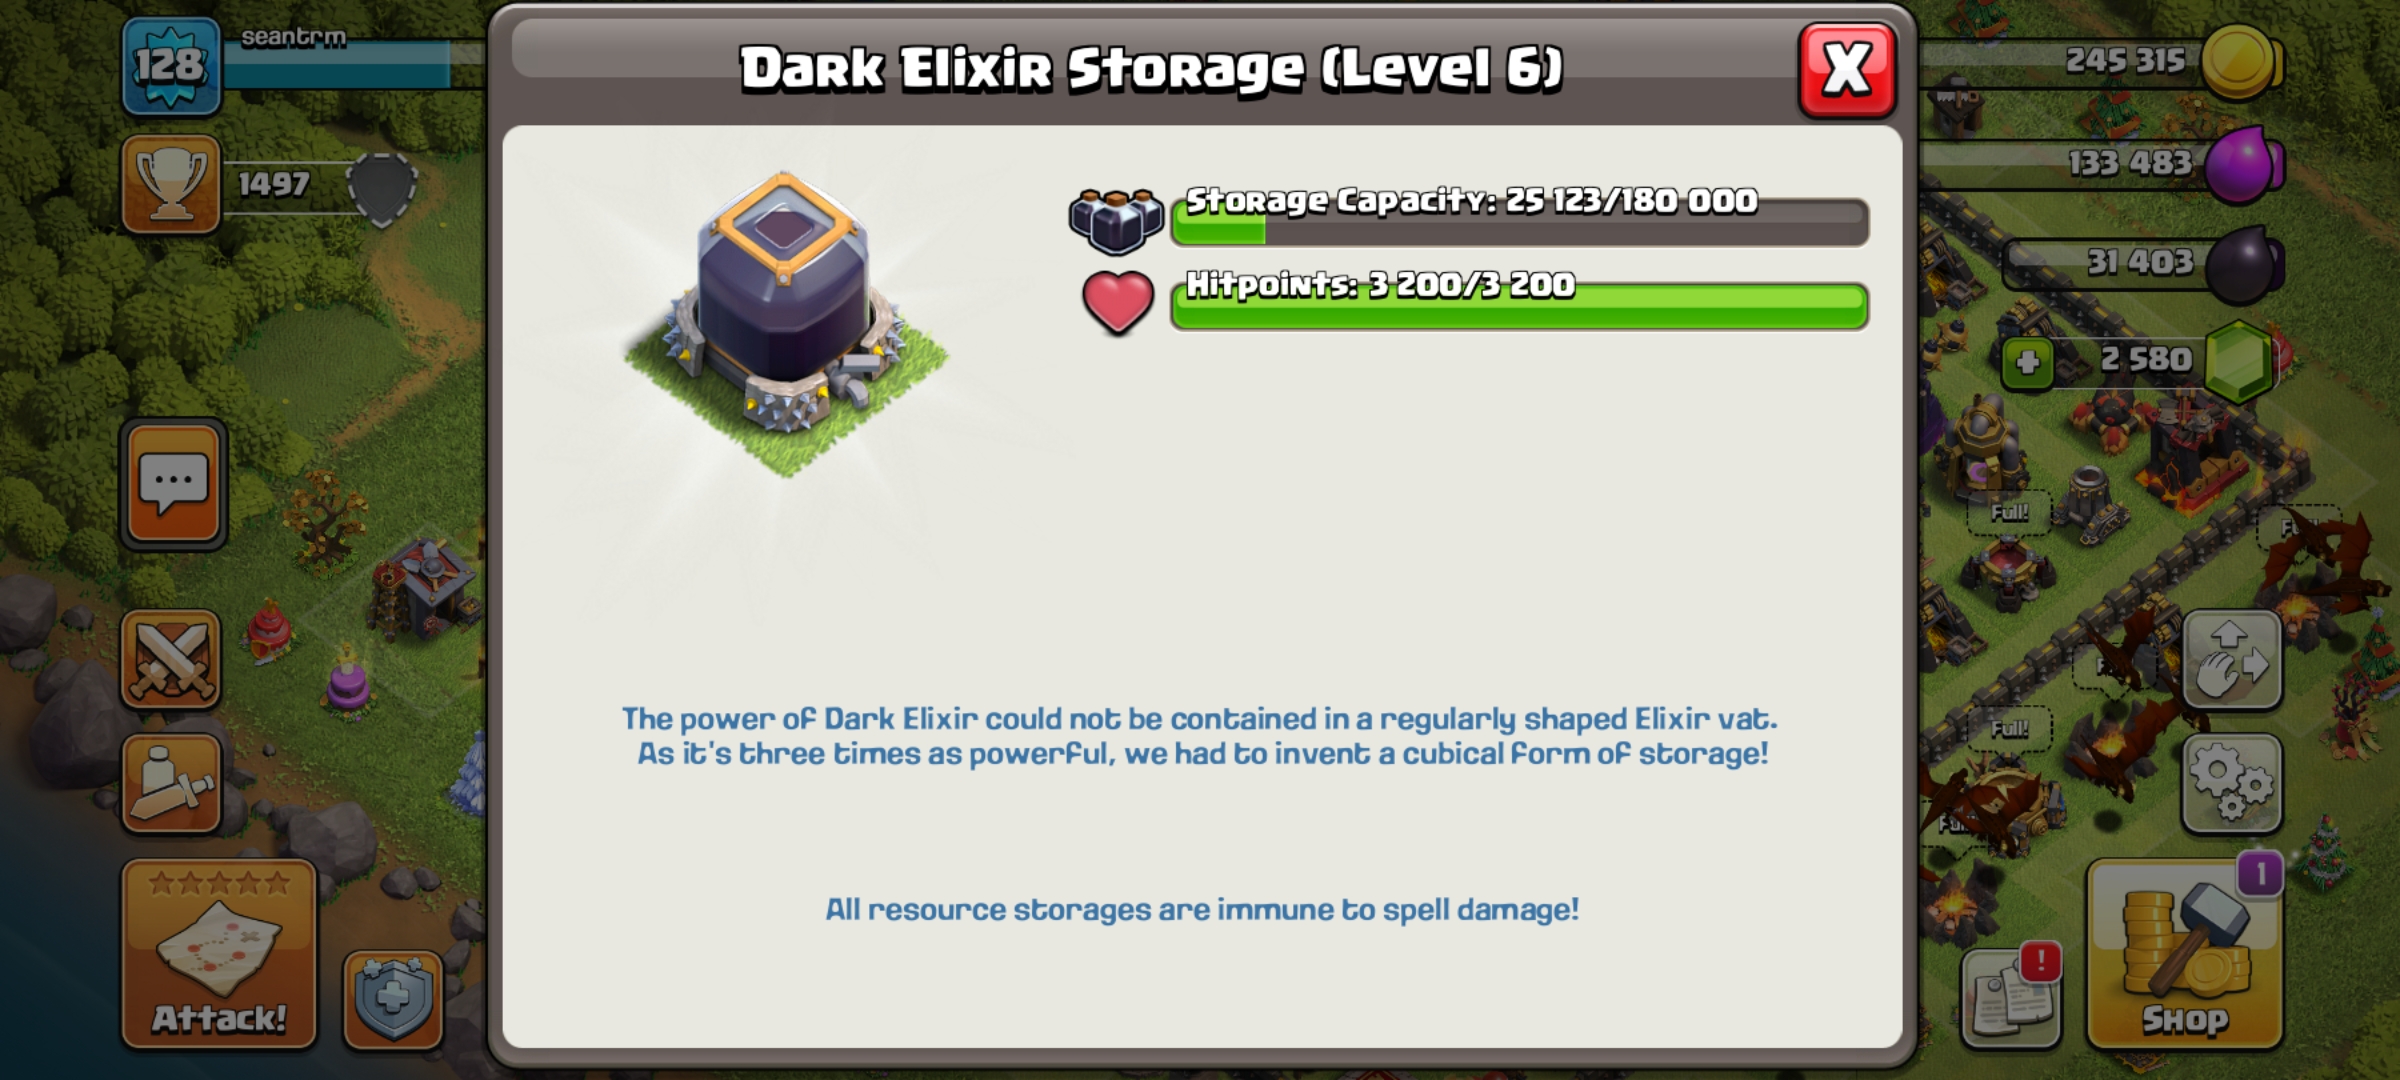 128
seantrm
1497
Attack!
Dark Elixir Storage (Level 6)
X
Storage Capacity: 25 123/180 000
Hitpoints: 3 200/3 200
The power of Dark Elixir could not be contained in a regularly shaped Elixir vat.
As it's three times as powerful, we had to invent a cubical form of storage!
All resource storages are immune to spell damage!
245 315
133 483
31 403
2 580
Full!
Full!
!
1
Shop